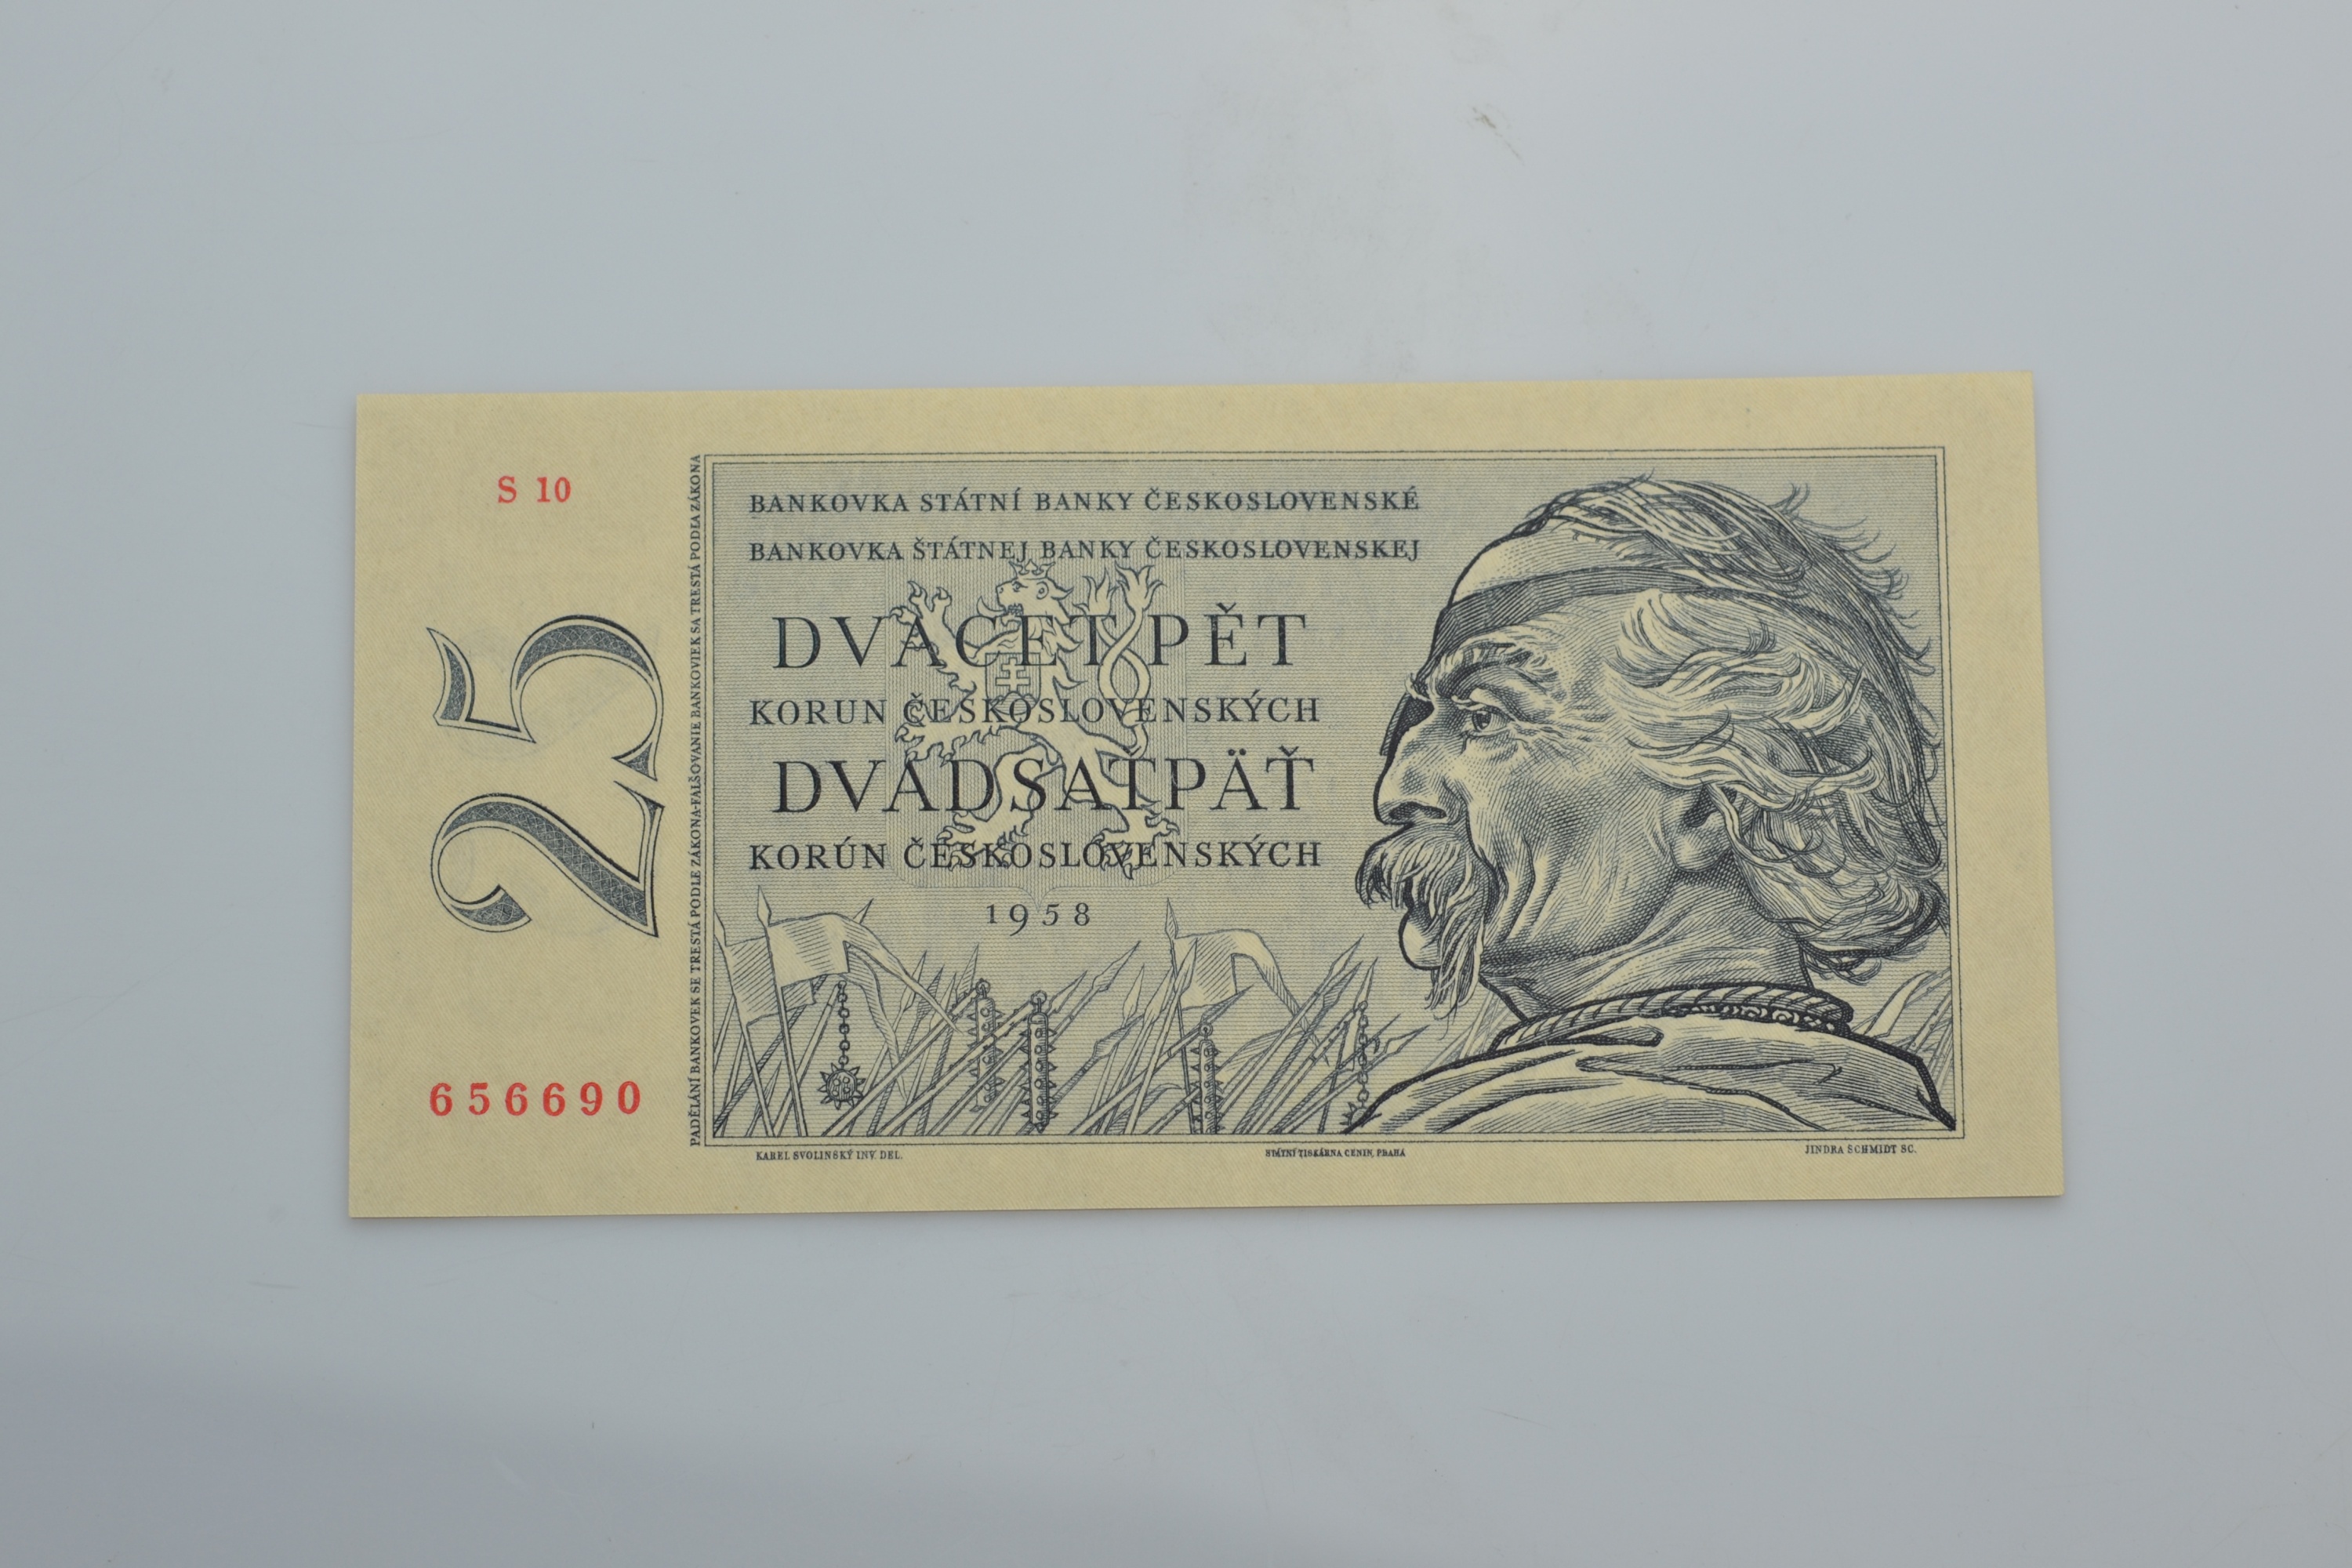 S 10
25
656690
PADĚLÁNÍ BANKOVEK SE TRESTÁ PODLE ZÁKONA-FALŠOVANIE BANKOVIEK SA TRESTÁ PODĽA ZÁKONA
BANKOVKA STÁTNÍ BANKY ČESKOSLOVENSKÉ
BANKOVKA ŠTÁTNEJ BANKY ČESKOSLOVENSKEJ
DVACET PĚT
KORUN ČESKOSLOVENSKÝCH
DVADSAŤPÄŤ
KORÚN ČESKOSLOVENSKÝCH
1958
KAREL SVOLINSKÝ INV. DEL.
STÁTNÍ TISKÁRNA CENIN, PRAHA
JINDRA SCHMIDT SC.